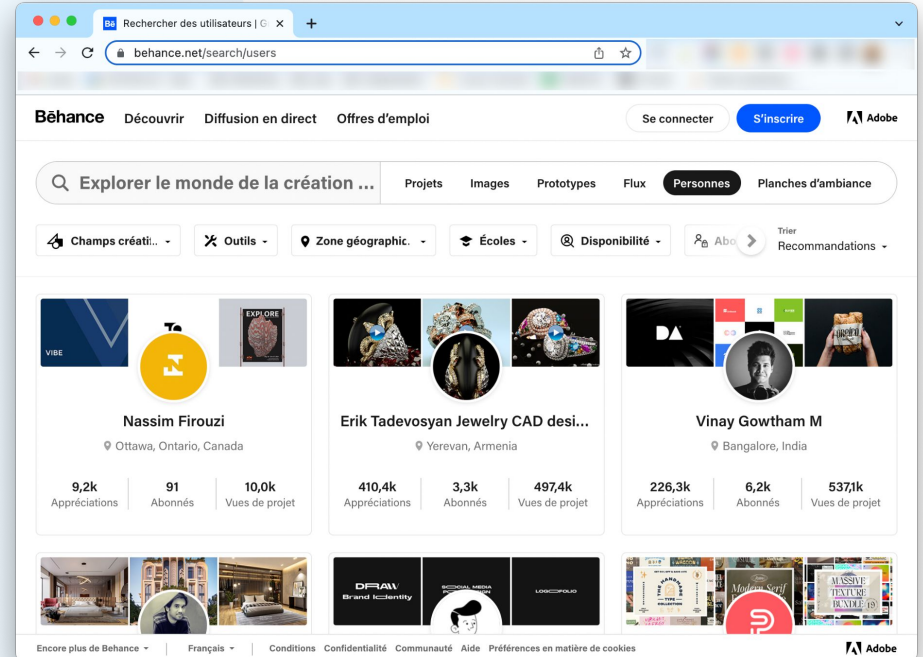 Bē Rechercher des utilisateurs | G
behance.net/search/users
Bēhance Découvrir Diffusion en direct Offres d'emploi Se connecter S'inscrire Adobe
Explorer le monde de la création ... Projets Images Prototypes Flux Personnes Planches d'ambiance
Champs créati... Outils Zone géographic. Écoles Disponibilité Abo
Trier
Recommandations
VIBE
EXPLORE
Nassim Firouzi
Ottawa, Ontario, Canada
9,2k 91 10,0k
Appréciations Abonnés Vues de projet
Erik Tadevosyan Jewelry CAD desi...
Yerevan, Armenia
410,4k 3,3k 497,4k
Appréciations Abonnés Vues de projet
Vinay Gowtham M
Bangalore, India
226,3k 6,2k 537,1k
Appréciations Abonnés Vues de projet
Brand Identity
SOCIAL MEDIA
LOGOFOLIO
Modern Serif
MASSIVE
TEXTURE
BUNDLE 19
Encore plus de Behance Français Conditions Confidentialité Communauté Aide Préférences en matière de cookies Adobe